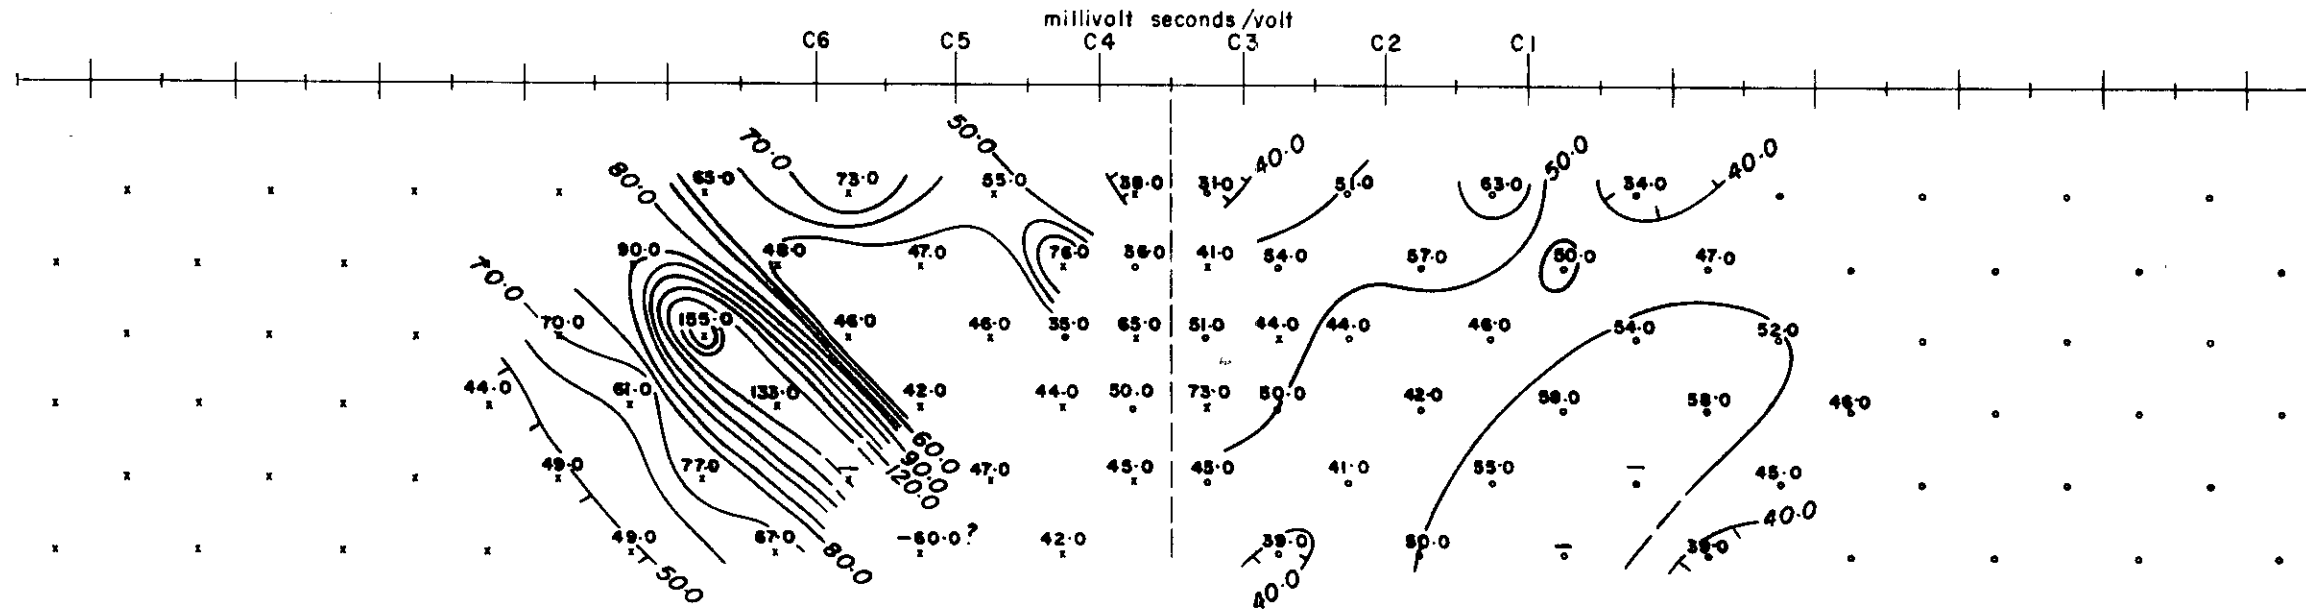 millivolt seconds/volt
C6 C5 C4 C3 C2 C1
80·0 70·0 50·0 40·0 50·0 40·0
65·0 73·0 55·0 38·0 31·0 51·0 63·0 34·0
90·0 48·0 47·0 76·0 36·0 41·0 54·0 57·0 50·0 47·0
70·0
70·0 155·0 46·0 46·0 35·0 65·0 51·0 44·0 44·0 46·0 54·0 52·0
44·0 61·0 133·0 42·0 44·0 50·0 73·0 50·0 42·0 58·0 58·0 46·0
60·0
90·0
120·0
49·0 77·0 – 47·0 45·0 45·0 41·0 55·0 – 45·0
40·0
49·0 67·0 –60·0? 42·0 39·0 50·0 – 39·0
50·0 80·0 40·0